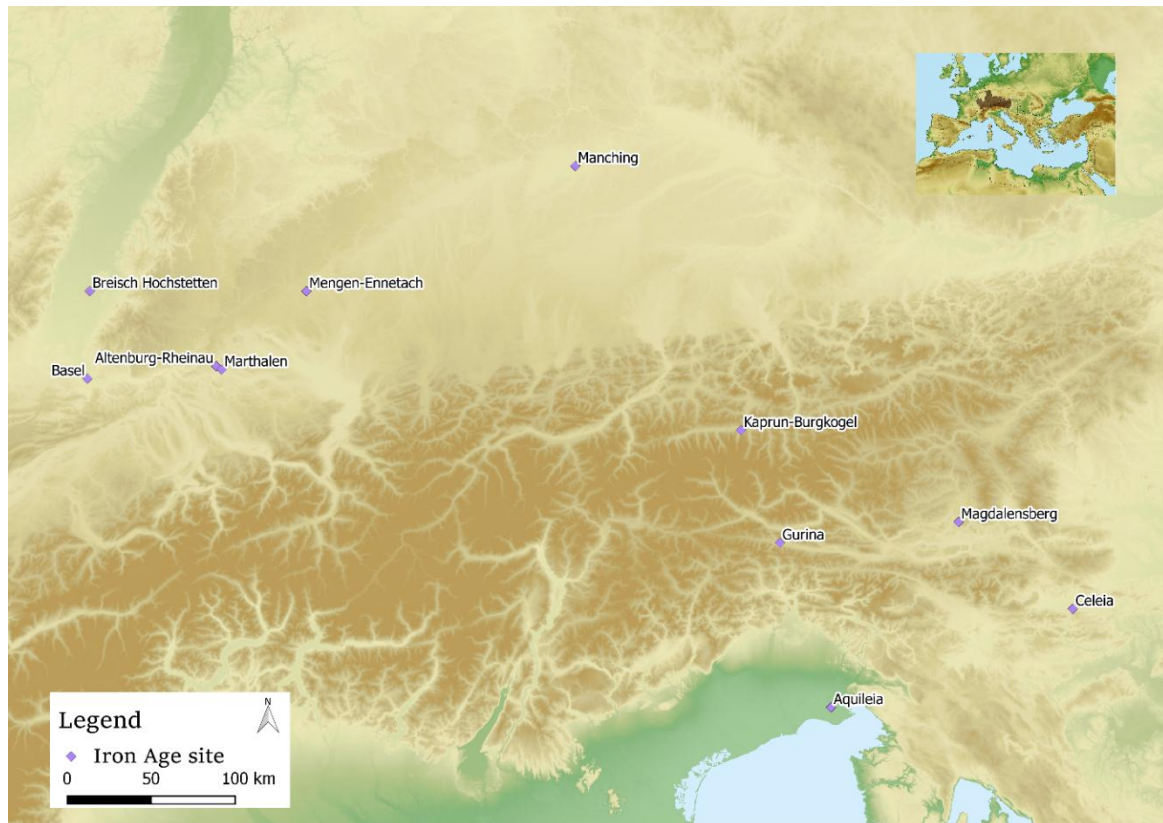 Manching
Breisch Hochstetten
Mengen-Ennetach
Altenburg-Rheinau
Marthalen
Basel
Kaprun-Burgkogel
Magdalensberg
Gurina
Celeia
Aquileia
Legend
N
Iron Age site
0 50 100 km